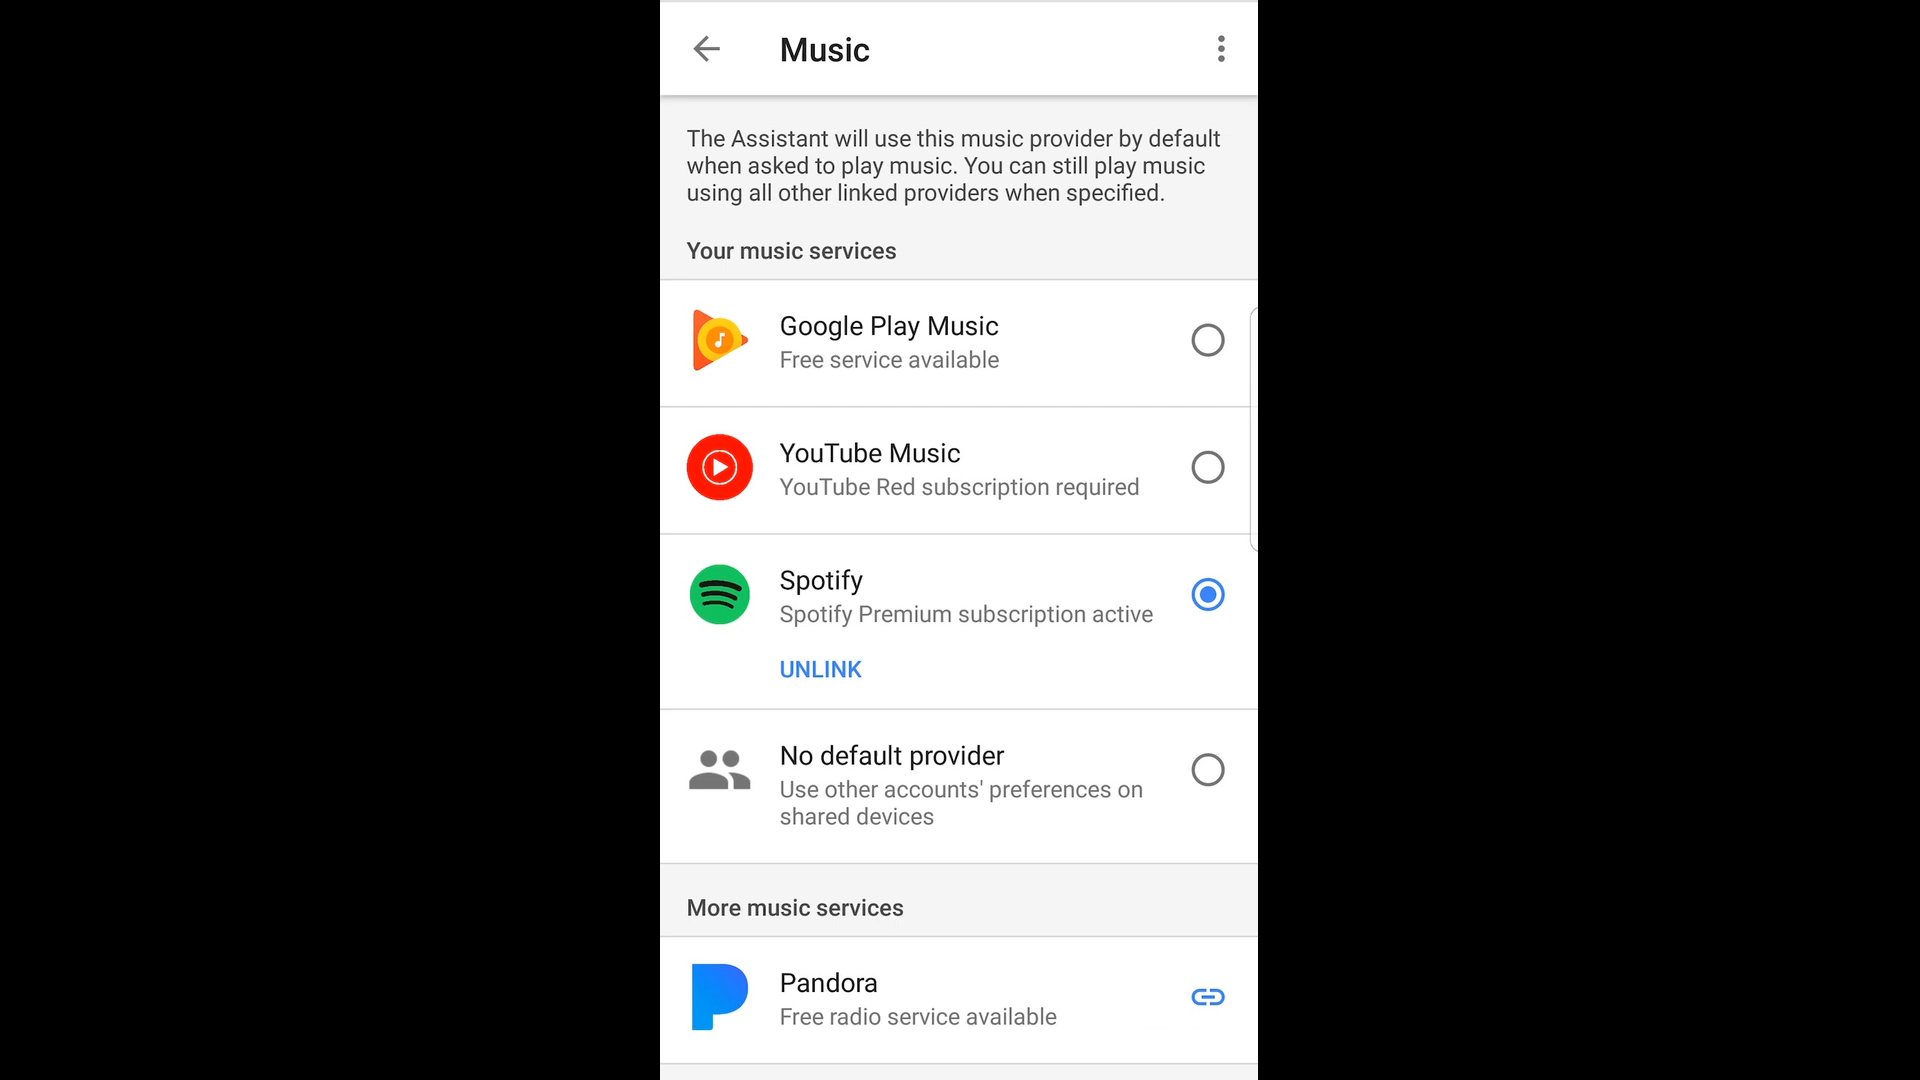 Music
The Assistant will use this music provider by default
when asked to play music. You can still play music
using all other linked providers when specified.
Your music services
Google Play Music
Free service available
YouTube Music
YouTube Red subscription required
Spotify
Spotify Premium subscription active
UNLINK
No default provider
Use other accounts' preferences on
shared devices
More music services
Pandora
Free radio service available